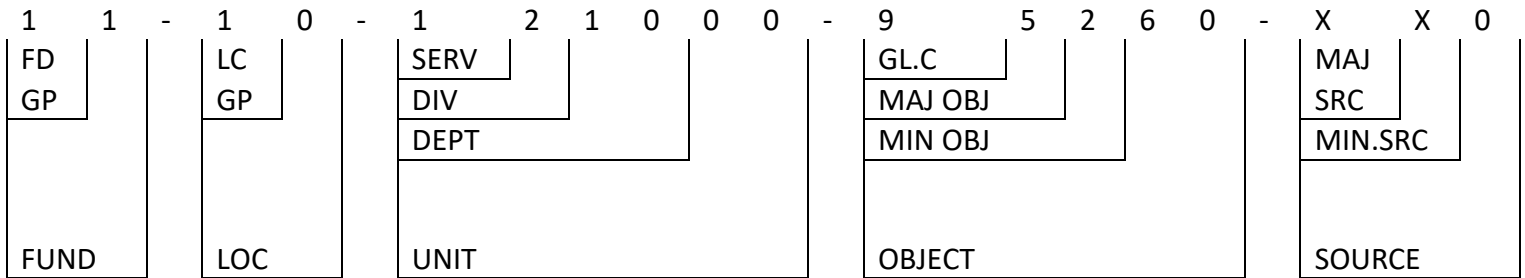 1 1 - 1 0 - 1 2 1 0 0 0 - 9 5 2 6 0 - X X 0
FD LC SERV GL.C MAJ
GP GP DIV MAJ OBJ SRC
DEPT MIN OBJ MIN.SRC
FUND LOC UNIT OBJECT SOURCE